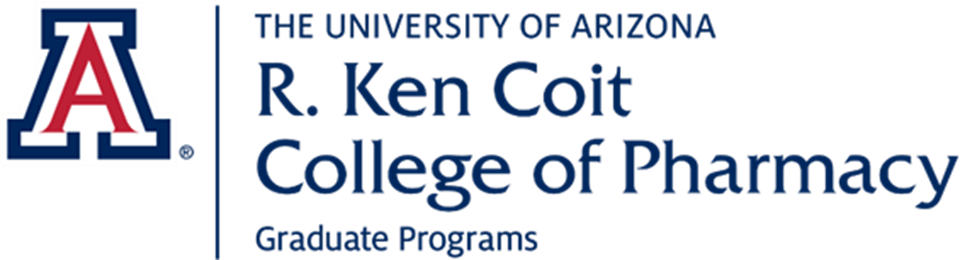 A®
THE UNIVERSITY OF ARIZONA
R. Ken Coit
College of Pharmacy
Graduate Programs